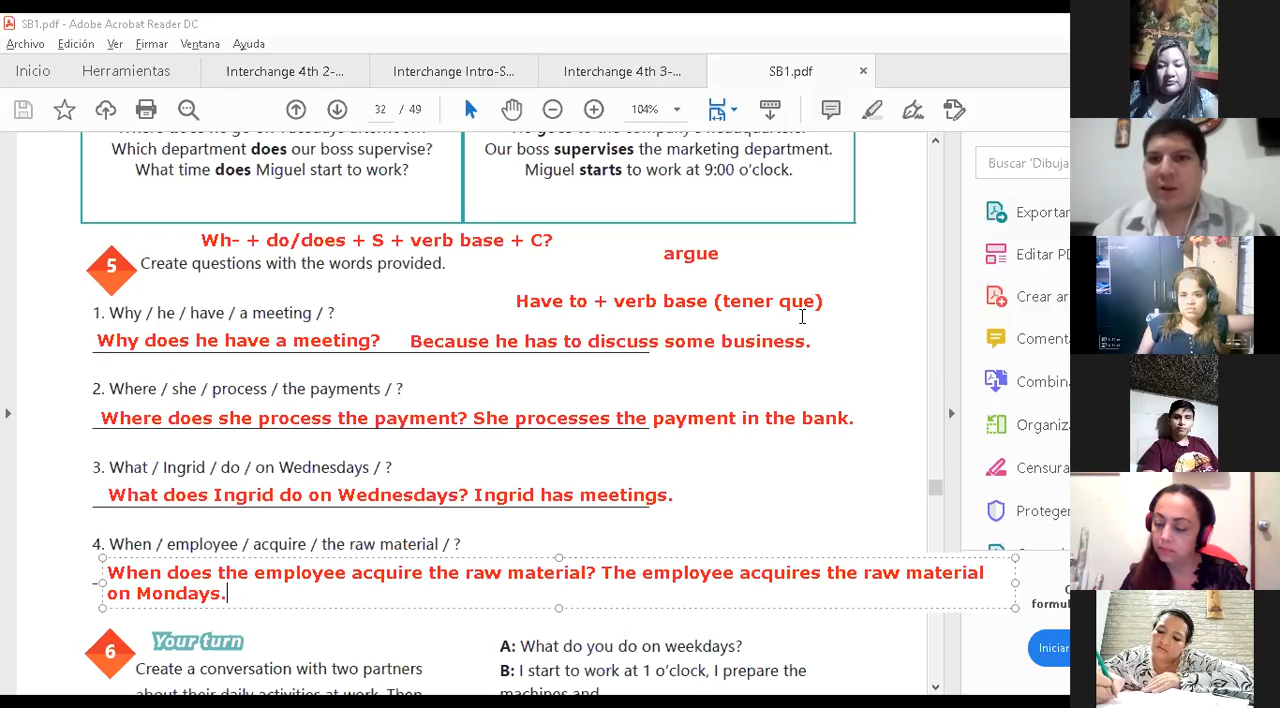 SB1.pdf - Adobe Acrobat Reader DC
Archivo Edición Ver Firmar Ventana Ayuda
Inicio Herramientas Interchange 4th 2-... Interchange Intro S... Interchange 4th 3-... SB1.pdf ×
32 / 49 104%
Which department does our boss supervise? Our boss supervises the marketing department.
What time does Miguel start to work? Miguel starts to work at 9:00 o'clock.
Buscar 'Dibuja
Exportar
Editar PD
Crear ar
Comenta
Combin
Organiz
Censura
Proteger
Wh- + do/does + S + verb base + C?
argue
5 Create questions with the words provided.
Have to + verb base (tener que)
1. Why / he / have / a meeting / ?
Why does he have a meeting? Because he has to discuss some business.
2. Where / she / process / the payments / ?
Where does she process the payment? She processes the payment in the bank.
3. What / Ingrid / do / on Wednesdays / ?
What does Ingrid do on Wednesdays? Ingrid has meetings.
4. When / employee / acquire / the raw material / ?
When does the employee acquire the raw material? The employee acquires the raw material
on Mondays.
formul
Iniciar
6 Your turn
Create a conversation with two partners
A: What do you do on weekdays?
B: I start to work at 1 o'clock, I prepare the